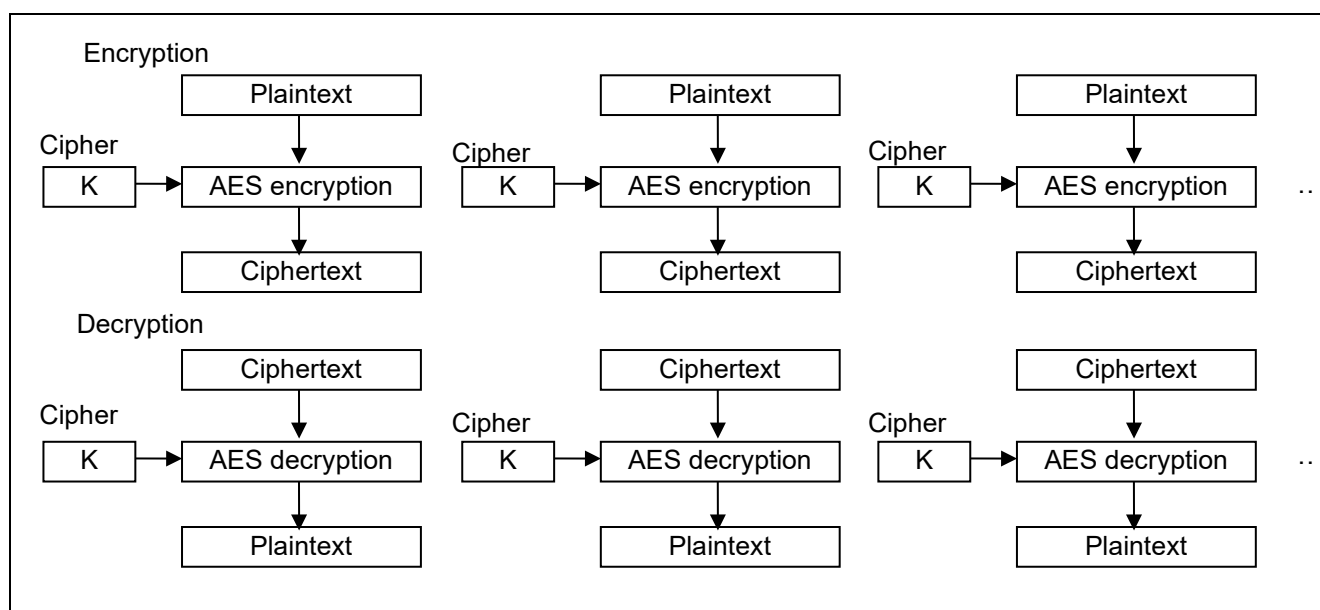 Encryption
Plaintext Plaintext Plaintext
Cipher Cipher Cipher
K AES encryption K AES encryption K AES encryption ..
Ciphertext Ciphertext Ciphertext
Decryption
Ciphertext Ciphertext Ciphertext
Cipher Cipher Cipher
K AES decryption K AES decryption K AES decryption ..
Plaintext Plaintext Plaintext